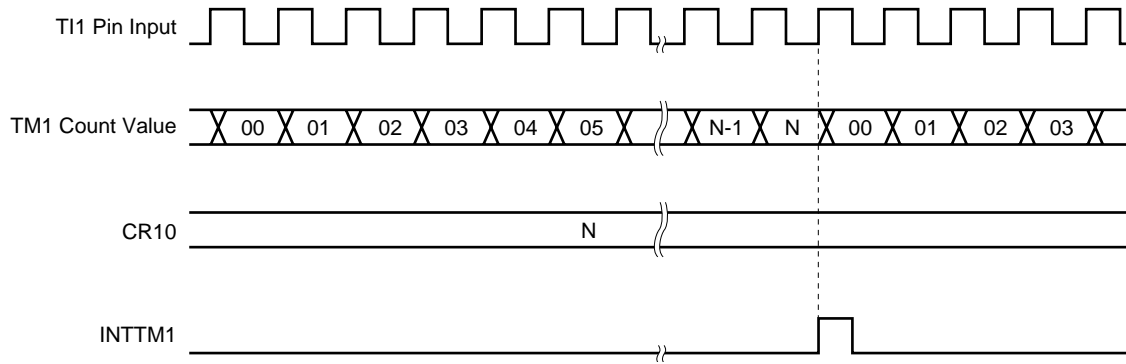 TI1 Pin Input
TM1 Count Value 00 01 02 03 04 05 N-1 N 00 01 02 03
CR10 N
INTTM1